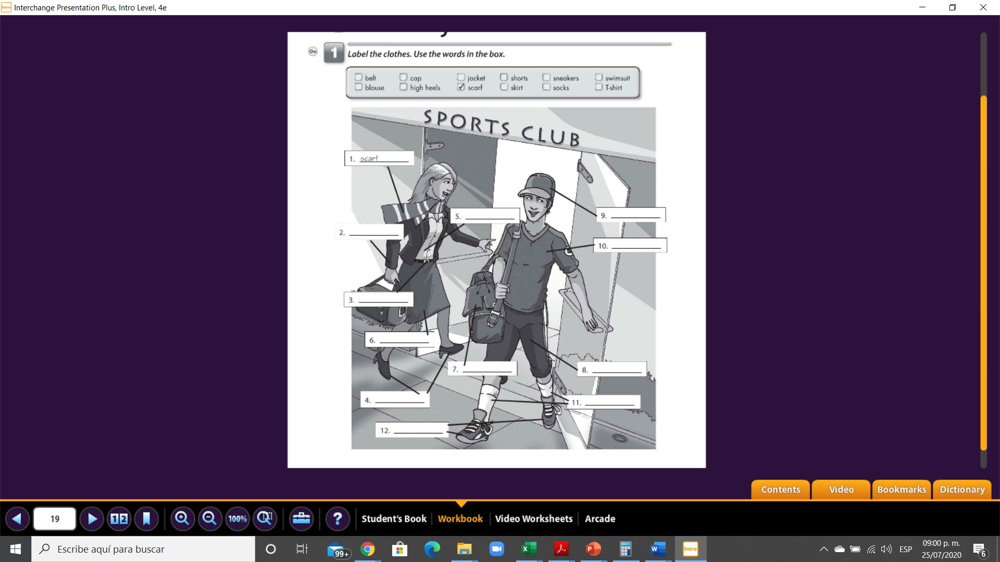 Intro Interchange Presentation Plus, Intro Level, 4e
1 Label the clothes. Use the words in the box.
belt cap jacket shorts sneakers swimsuit
blouse high heels scarf skirt socks T-shirt
SPORTS CLUB
1. scarf
2.
3.
4.
5.
6.
7.
8.
9.
10.
11.
12.
Contents Video Bookmarks Dictionary
19 12 100% ? Student's Book Workbook Video Worksheets Arcade
Escribe aquí para buscar 99+ Intro ESP 09:00 p. m.
25/07/2020 6